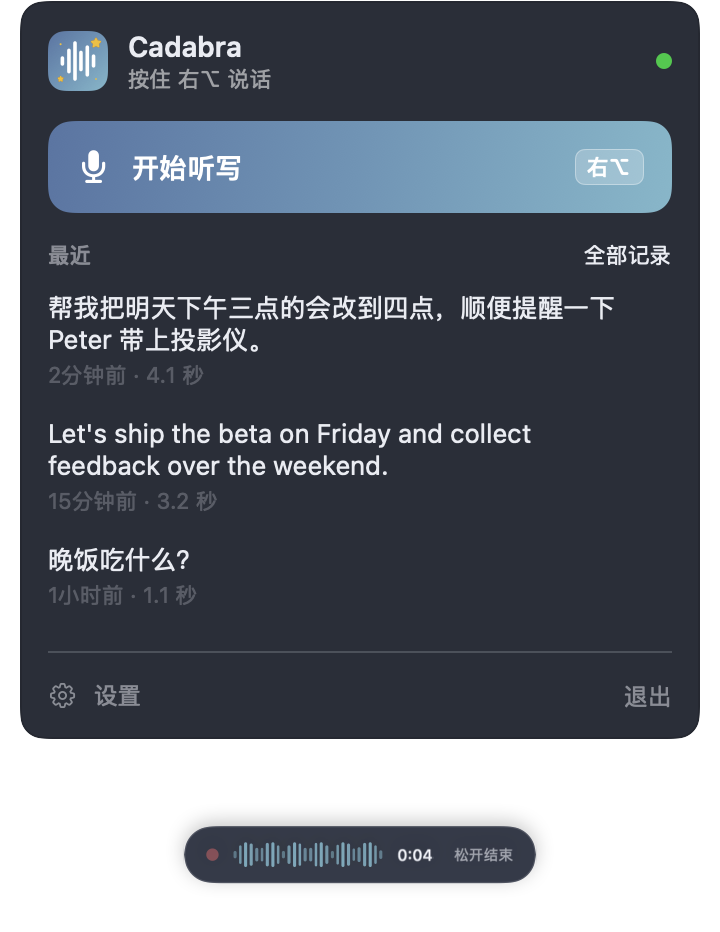 Cadabra
按住 右⌥ 说话
开始听写
右⌥
最近
全部记录
帮我把明天下午三点的会改到四点，顺便提醒一下
Peter 带上投影仪。
2分钟前 · 4.1 秒
Let's ship the beta on Friday and collect
feedback over the weekend.
15分钟前 · 3.2 秒
晚饭吃什么?
1小时前 · 1.1 秒
设置
退出
0:04
松开结束